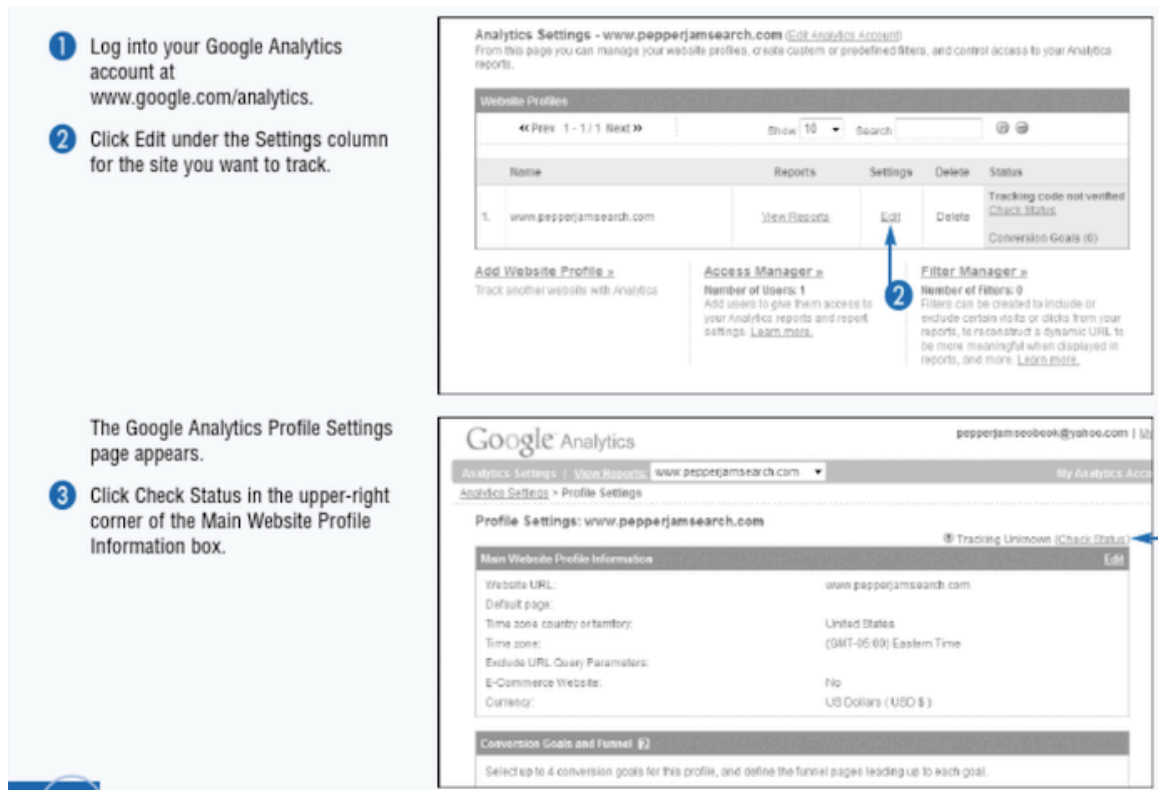 1 Log into your Google Analytics
account at
www.google.com/analytics.
2 Click Edit under the Settings column
for the site you want to track.
Analytics Settings - www.pepperjamsearch.com (Edit Analytics Account)
From this page you can manage your website profiles, create custom or predefined filters, and control access to your Analytics
reports.
Website Profiles
« Prev 1 - 1 / 1 Next » Show 10 Search
Name Reports Settings Delete Status
1. www.pepperjamsearch.com View Reports Edit Delete Tracking code not verified
Check Status
Conversion Goals (0)
2
Add Website Profile »
Track another website with Analytics
Access Manager »
Number of Users: 1
Add users to give them access to
your Analytics reports and report
settings. Learn more.
Filter Manager »
Number of Filters: 0
Filters can be created to include or
exclude certain visits or clicks from your
reports, to reconstruct a dynamic URL to
be more meaningful when displayed in
reports, and more. Learn more.
The Google Analytics Profile Settings
page appears.
3 Click Check Status in the upper-right
corner of the Main Website Profile
Information box.
Google Analytics
pepperjamseobook@yahoo.com |
Analytics Settings | View Reports: www.pepperjamsearch.com My Analytics Acco
Analytics Settings > Profile Settings
Profile Settings: www.pepperjamsearch.com
Tracking Unknown (Check Status)
Main Website Profile Information Edit
Website URL: www.pepperjamsearch.com
Default page:
Time zone country or territory: United States
Time zone: (GMT-05:00) Eastern Time
Exclude URL Query Parameters:
E-Commerce Website: No
Currency: US Dollars ( USD $ )
Conversion Goals and Funnel ?
Select up to 4 conversion goals for this profile, and define the funnel pages leading up to each goal.